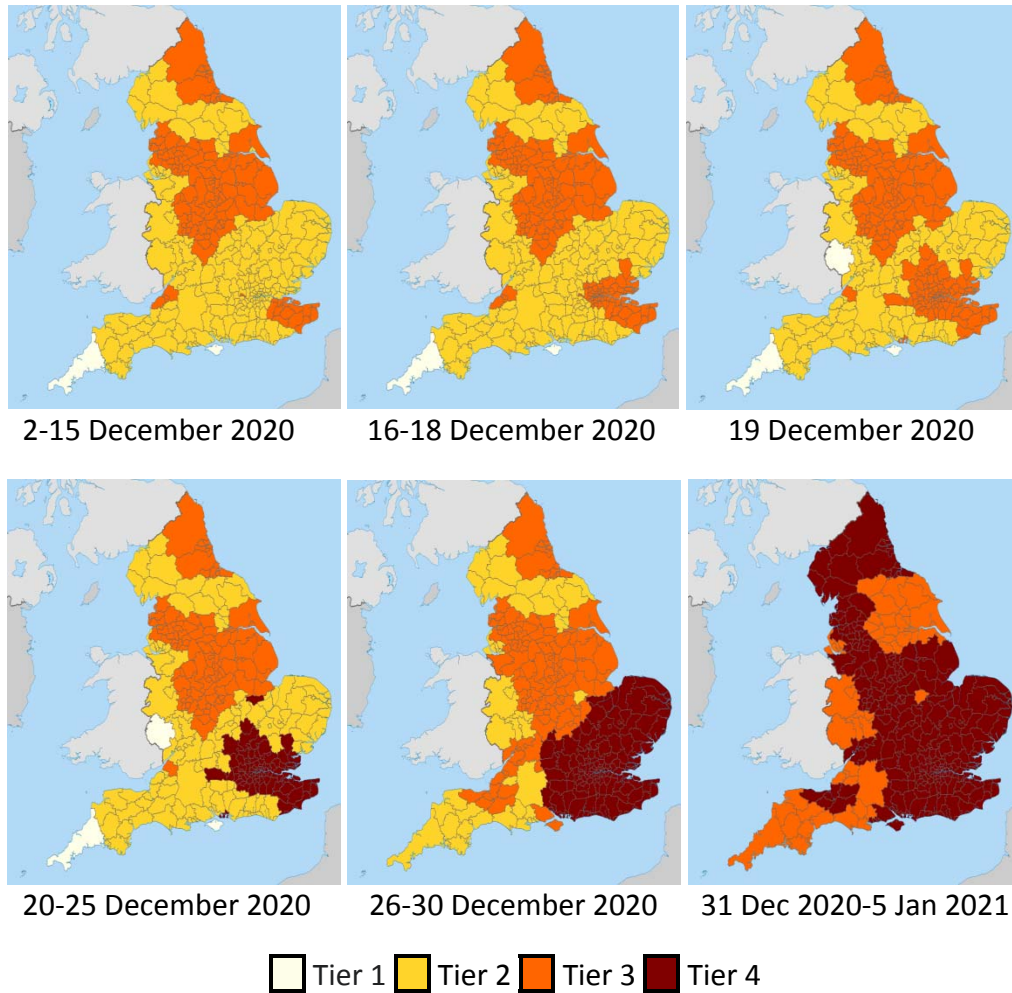 2-15 December 2020
16-18 December 2020
19 December 2020
20-25 December 2020
26-30 December 2020
31 Dec 2020-5 Jan 2021
Tier 1
Tier 2
Tier 3
Tier 4